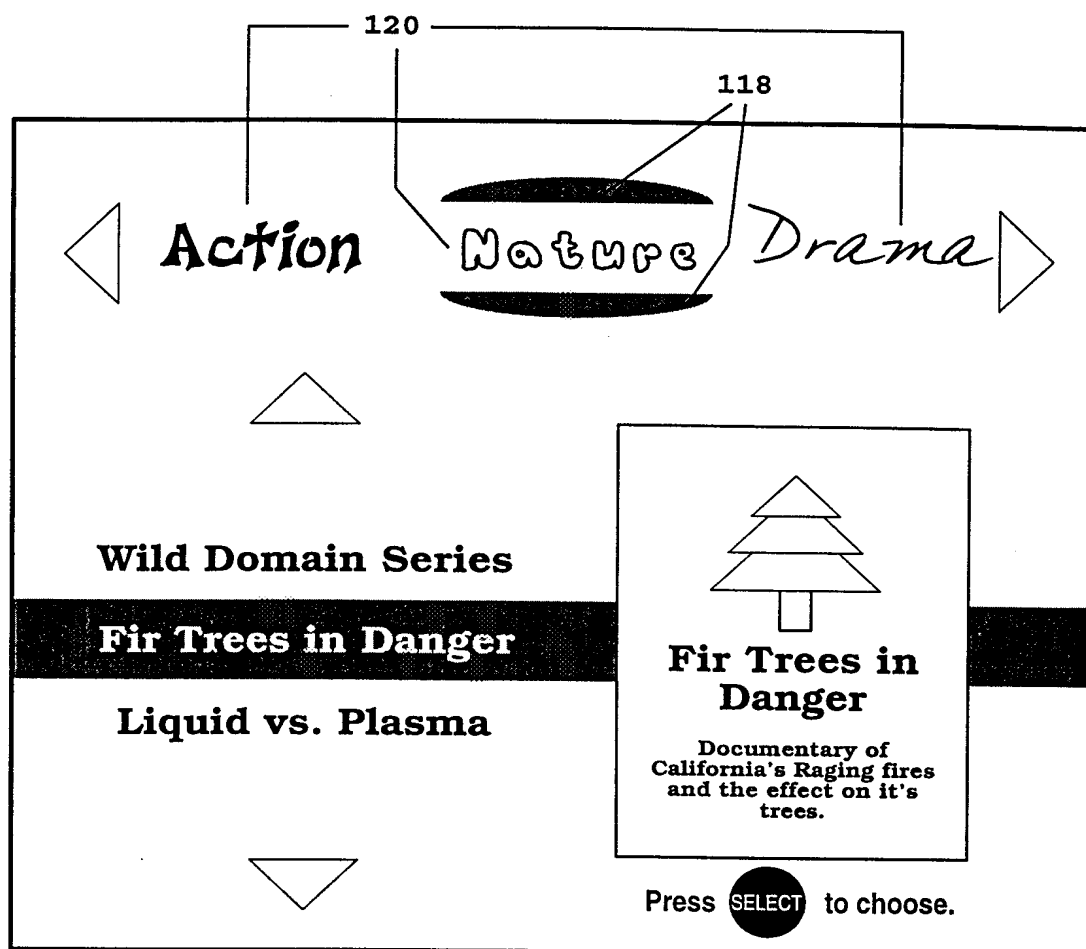 120
118
Action Nature Drama
Wild Domain Series
Fir Trees in Danger
Liquid vs. Plasma
Fir Trees in
Danger
Documentary of
California's Raging fires
and the effect on it's
trees.
Press SELECT to choose.